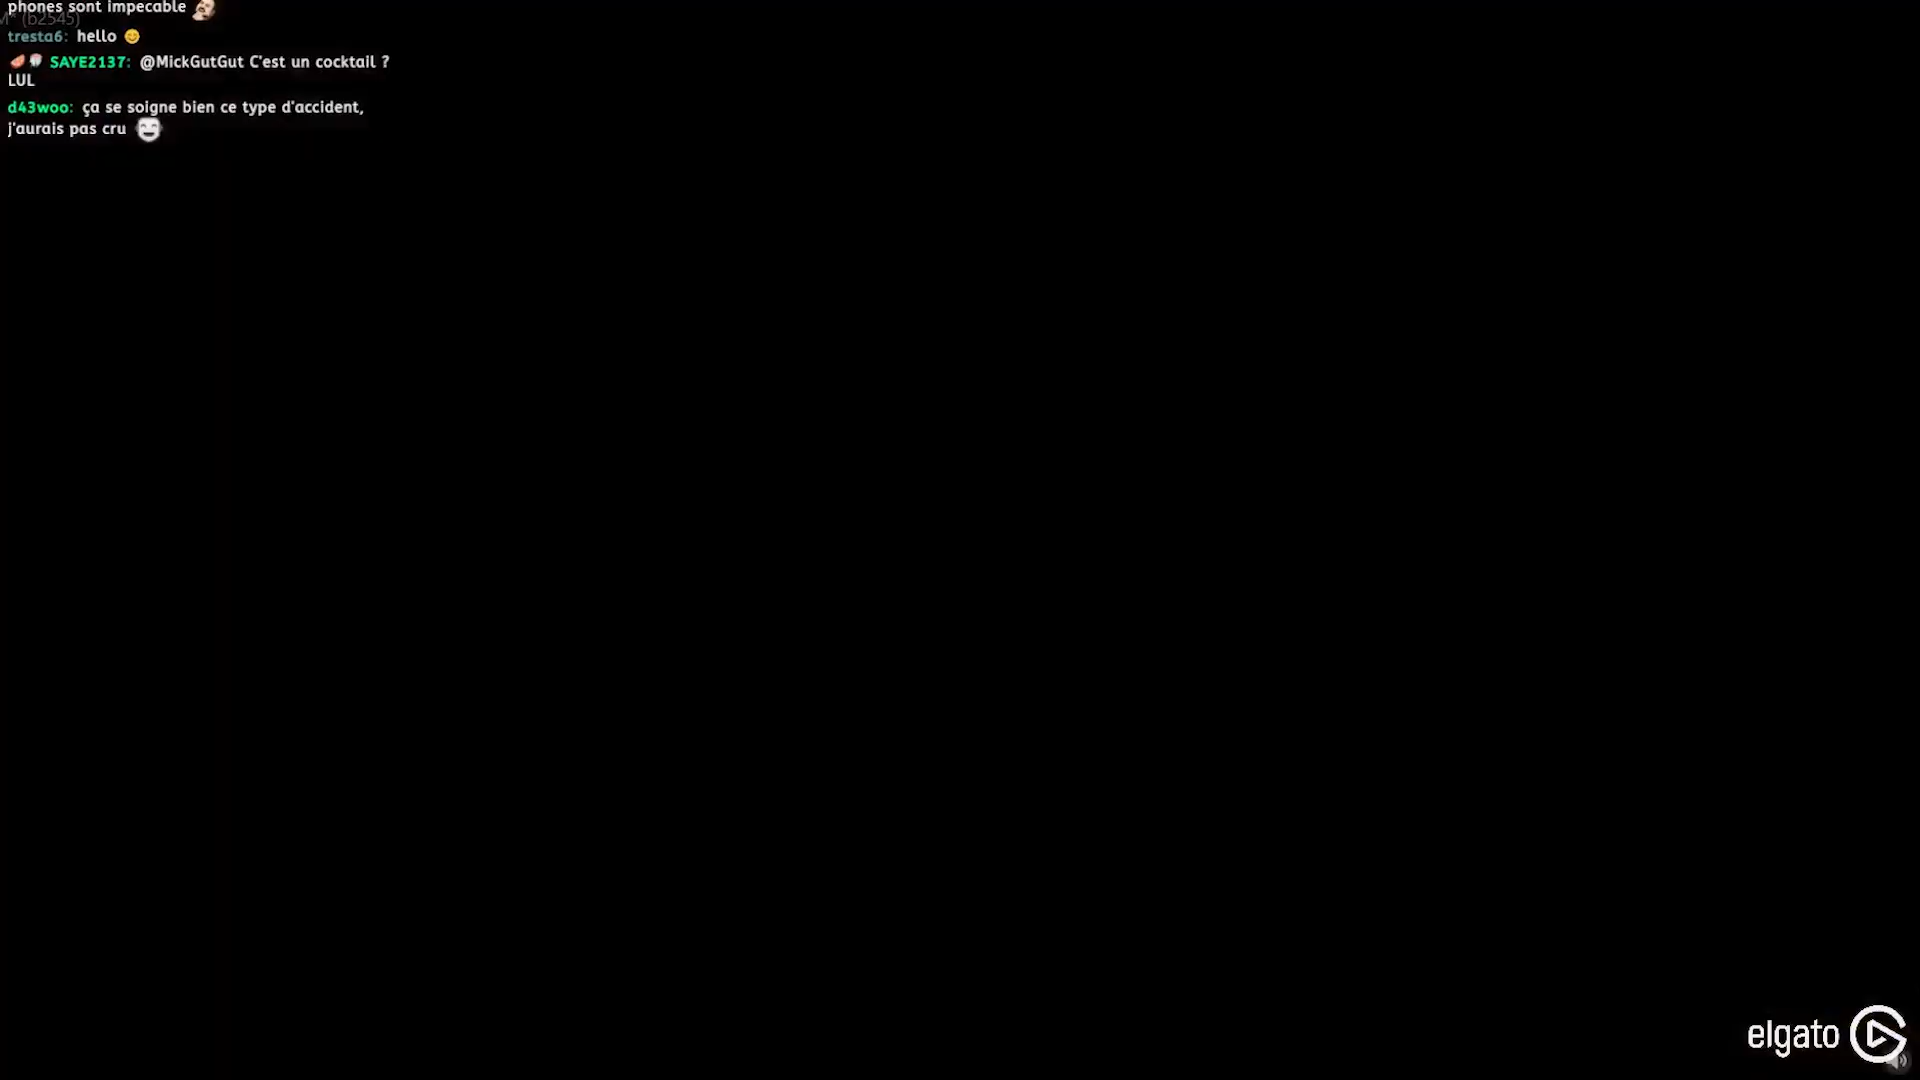 phones sont impecable
M* (b2545)
tresta6: hello 😊
SAYE2137: @MickGutGut C'est un cocktail ?
LUL
d43woo: ça se soigne bien ce type d'accident,
j'aurais pas cru
elgato